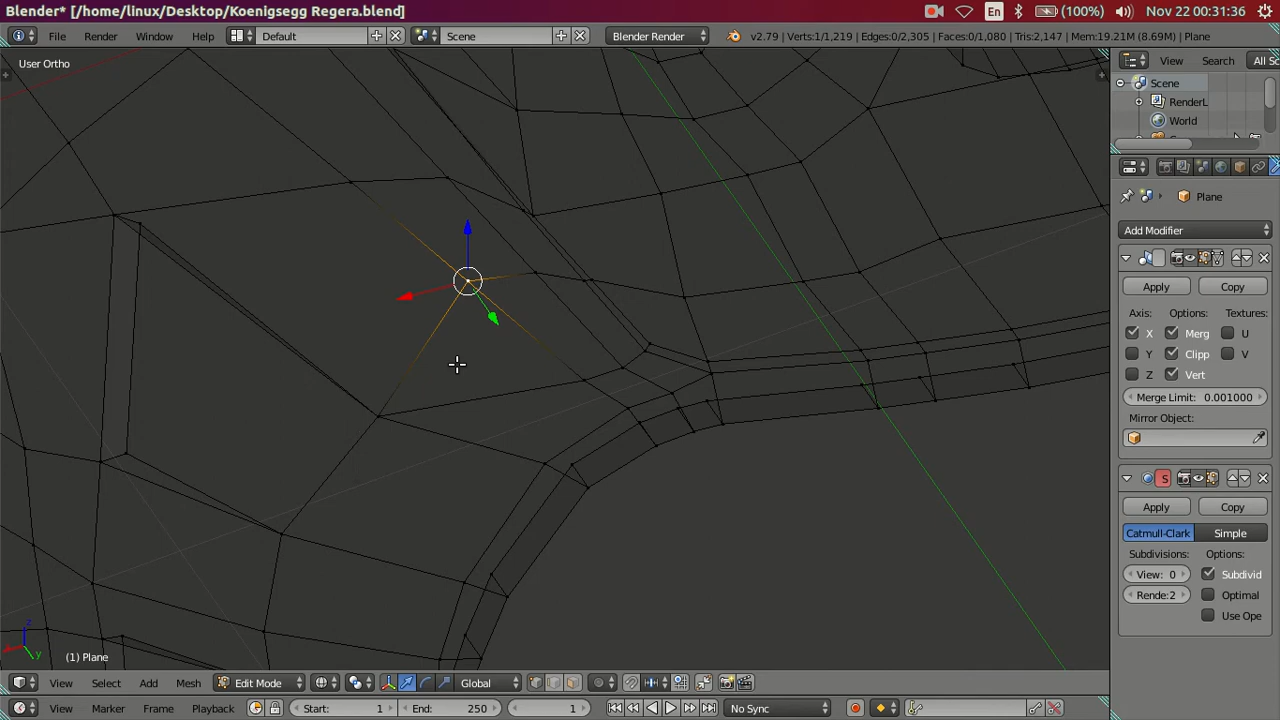 Blender* [/home/linux/Desktop/Koenigsegg Regera.blend]
En (100%) Nov 22 00:31:36
File Render Window Help Default Scene Blender Render v2.79 | Verts:1/1,219 | Edges:0/2,305 | Faces:0/1,080 | Tris:2,147 | Mem:19.21M (8.69M) | Plane
User Ortho
View Search All S
Scene
RenderL
World
Plane
Add Modifier
Apply Copy
Axis: Options: Textures:
X Merg U
Y Clipp V
Z Vert
Merge Limit: 0.001000
Mirror Object:
S
Apply Copy
Catmull-Clark Simple
Subdivisions: Options:
View: 0 Subdivid
Rende:2 Optimal
Use Ope
z
y
(1) Plane
View Select Add Mesh Edit Mode Global
View Marker Frame Playback Start: 1 End: 250 1 No Sync